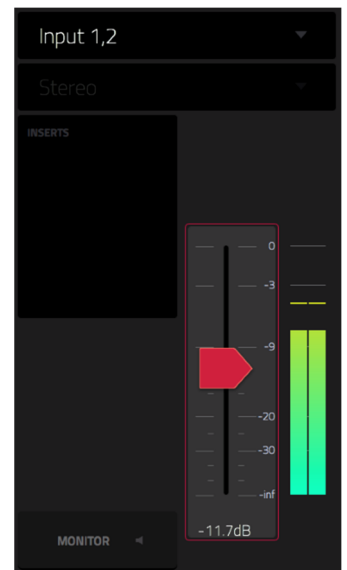 Input 1,2
Stereo
INSERTS
0
-3
-9
-20
-30
-inf
-11.7dB
MONITOR